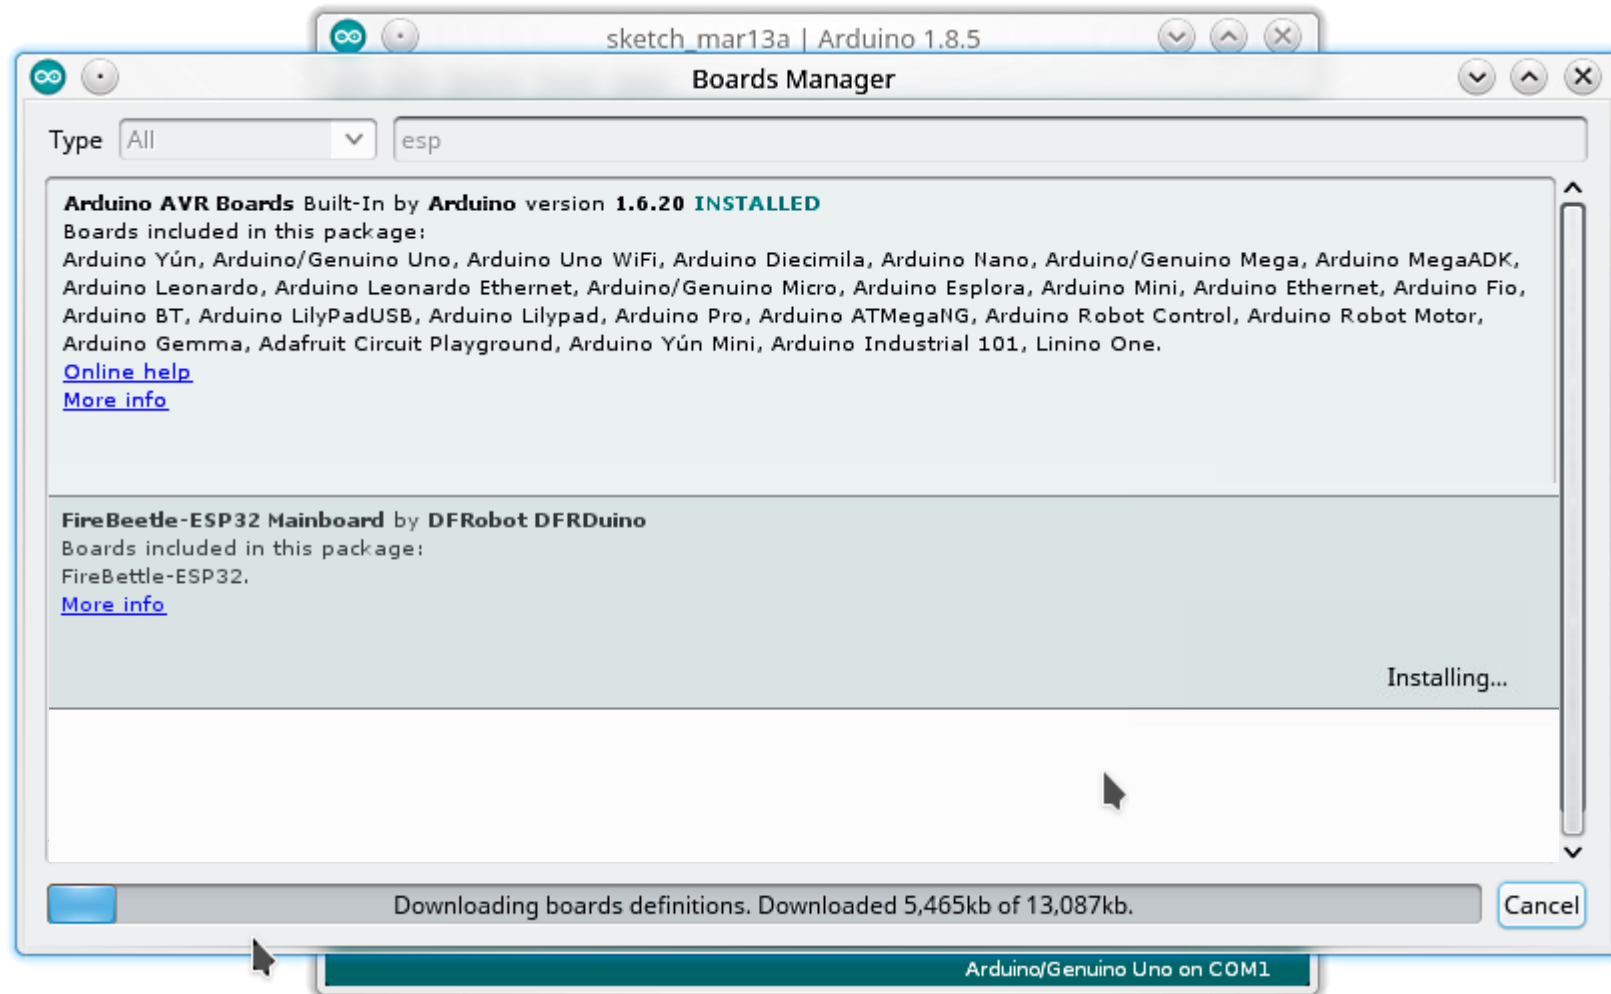 sketch_mar13a | Arduino 1.8.5
Boards Manager
Type All esp
Arduino AVR Boards Built-In by Arduino version 1.6.20 INSTALLED
Boards included in this package:
Arduino Yún, Arduino/Genuino Uno, Arduino Uno WiFi, Arduino Diecimila, Arduino Nano, Arduino/Genuino Mega, Arduino MegaADK,
Arduino Leonardo, Arduino Leonardo Ethernet, Arduino/Genuino Micro, Arduino Esplora, Arduino Mini, Arduino Ethernet, Arduino Fio,
Arduino BT, Arduino LilyPadUSB, Arduino Lilypad, Arduino Pro, Arduino ATMegaNG, Arduino Robot Control, Arduino Robot Motor,
Arduino Gemma, Adafruit Circuit Playground, Arduino Yún Mini, Arduino Industrial 101, Linino One.
Online help
More info
FireBeetle-ESP32 Mainboard by DFRobot DFRDuino
Boards included in this package:
FireBettle-ESP32.
More info
Installing...
Downloading boards definitions. Downloaded 5,465kb of 13,087kb.
Cancel
Arduino/Genuino Uno on COM1